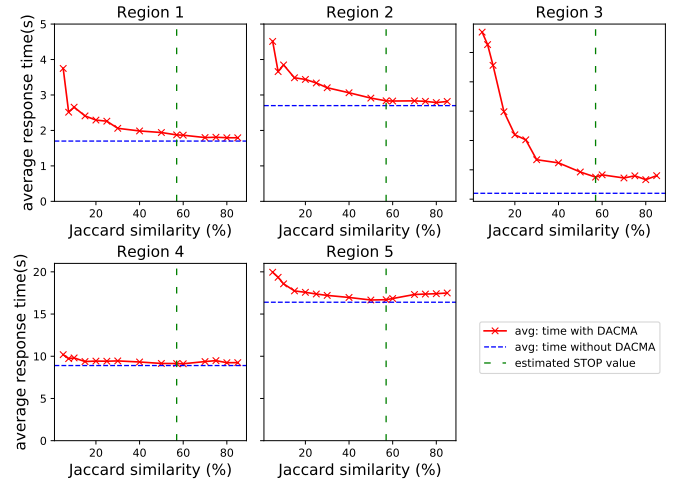 Region 1
Region 2
Region 3
average response time(s)
5
4
3
2
1
0
20 40 60 80
20 40 60 80
20 40 60 80
Jaccard similarity (%)
Jaccard similarity (%)
Jaccard similarity (%)
Region 4
Region 5
average response time(s)
20
15
10
5
0
20 40 60 80
20 40 60 80
Jaccard similarity (%)
Jaccard similarity (%)
avg: time with DACMA
avg: time without DACMA
estimated STOP value